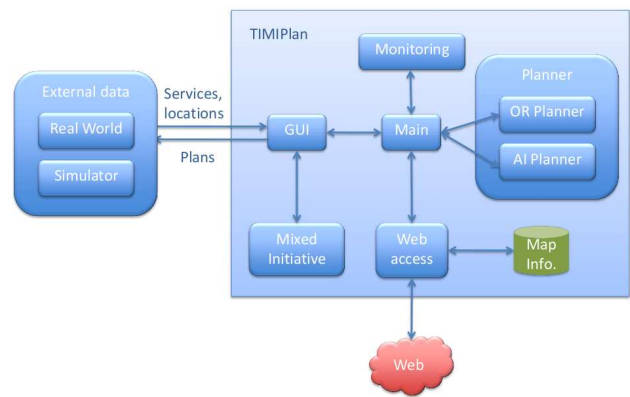 TIMIPlan
Monitoring
Planner
External data
Services,
locations
Real World
GUI
Main
OR Planner
Plans
Simulator
AI Planner
Mixed
Initiative
Web
access
Map
Info.
Web